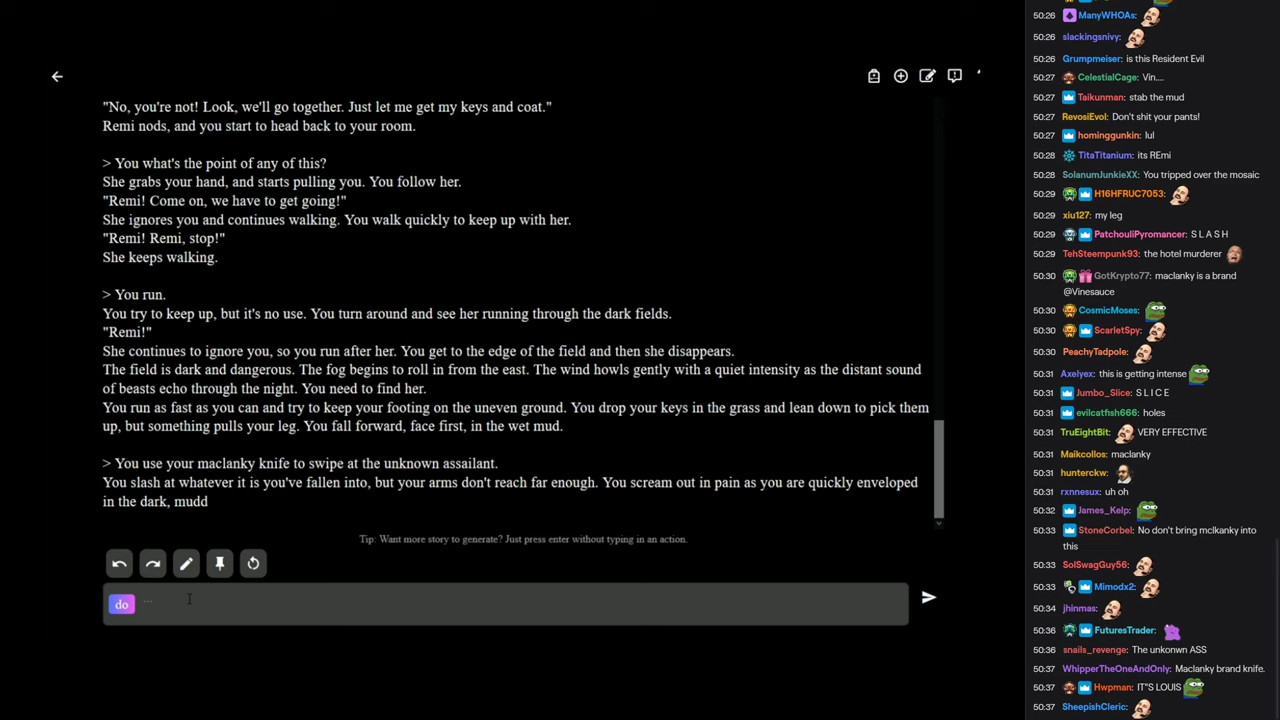 "No, you're not! Look, we'll go together. Just let me get my keys and coat."
Remi nods, and you start to head back to your room.
> You what's the point of any of this?
She grabs your hand, and starts pulling you. You follow her.
"Remi! Come on, we have to get going!"
She ignores you and continues walking. You walk quickly to keep up with her.
"Remi! Remi, stop!"
She keeps walking.
> You run.
You try to keep up, but it's no use. You turn around and see her running through the dark fields.
"Remi!"
She continues to ignore you, so you run after her. You get to the edge of the field and then she disappears.
The field is dark and dangerous. The fog begins to roll in from the east. The wind howls gently with a quiet intensity as the distant sound
of beasts echo through the night. You need to find her.
You run as fast as you can and try to keep your footing on the uneven ground. You drop your keys in the grass and lean down to pick them
up, but something pulls your leg. You fall forward, face first, in the wet mud.
> You use your maclanky knife to swipe at the unknown assailant.
You slash at whatever it is you've fallen into, but your arms don't reach far enough. You scream out in pain as you are quickly enveloped
in the dark, mudd
Tip: Want more story to generate? Just press enter without typing in an action.
do ...
50:26 ManyWHOAs:
50:26 slackingsnivy:
50:26 Grumpmeiser: is this Resident Evil
50:27 CelestialCage: Vin....
50:27 Taikunman: stab the mud
50:27 RevosiEvol: Don't shit your pants!
50:27 hominggunkin: lul
50:28 TitaTitanium: its REmi
50:28 SolanumJunkieXX: You tripped over the mosaic
50:29 H16HFRUC7053:
50:29 xiu127: my leg
50:29 PatchouliPyromancer: S L A S H
50:29 TehSteempunk93: the hotel murderer
50:30 GotKrypto77: maclanky is a brand
@Vinesauce
50:30 CosmicMoses:
50:30 ScarletSpy:
50:30 PeachyTadpole:
50:31 Axelyex: this is getting intense
50:31 Jumbo_Slice: S L I C E
50:31 evilcatfish666: holes
50:31 TruEightBit: VERY EFFECTIVE
50:31 Maikcollos: maclanky
50:31 hunterckw:
50:31 rxnnesux: uh oh
50:32 James_Kelp:
50:33 StoneCorbel: No don't bring mclkanky into
this
50:33 SolSwagGuy56:
50:33 Mimodx2:
50:34 jhinmas:
50:36 FuturesTrader:
50:36 snails_revenge: The unkonwn ASS
50:37 WhipperTheOneAndOnly: Maclanky brand knife.
50:37 Hwpman: IT"S LOUIS
50:37 SheepishCleric: